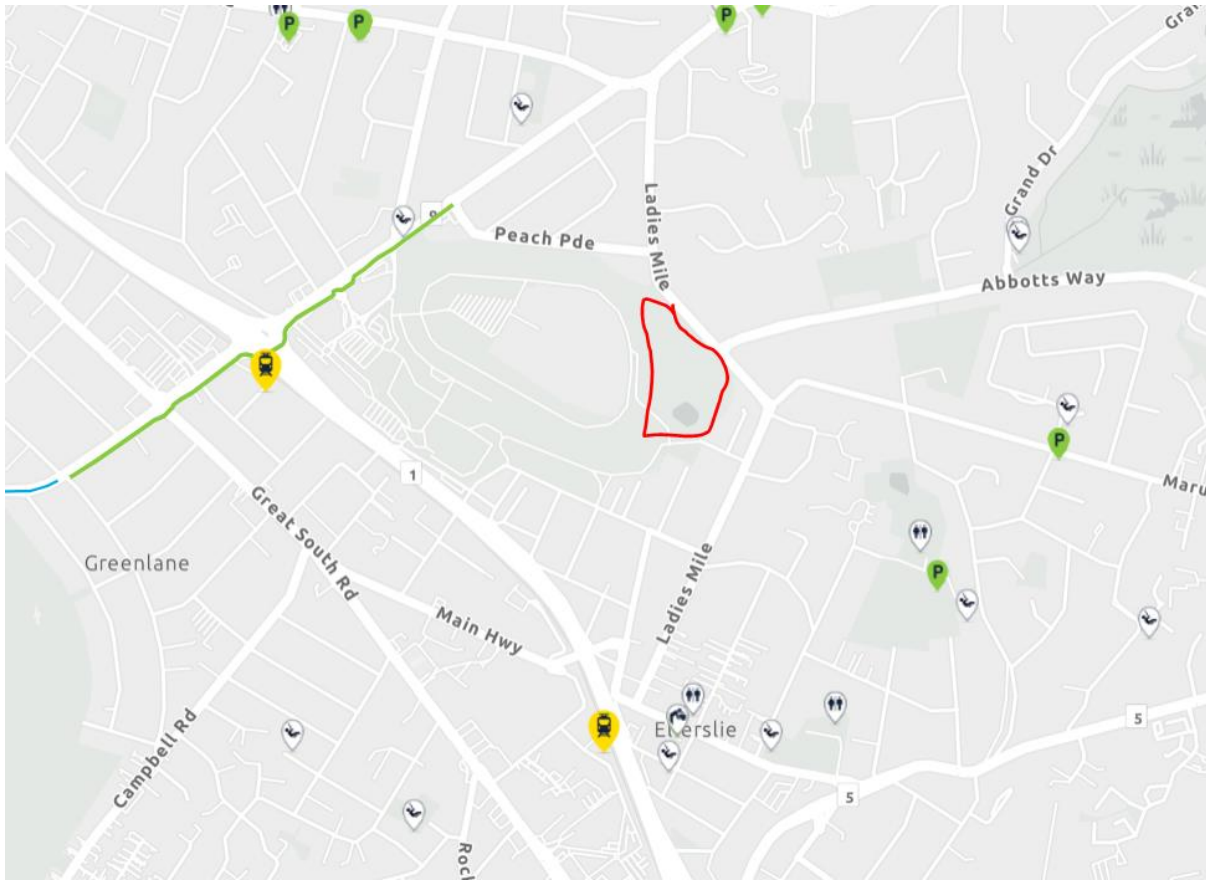 P
P
P
Gra
Grand Dr
Ladies Mile
9
Peach Pde
Abbotts Way
1
P
Maru
Great South Rd
Greenlane
P
Ladies Mile
Main Hwy
Campbell Rd
5
5
Roc